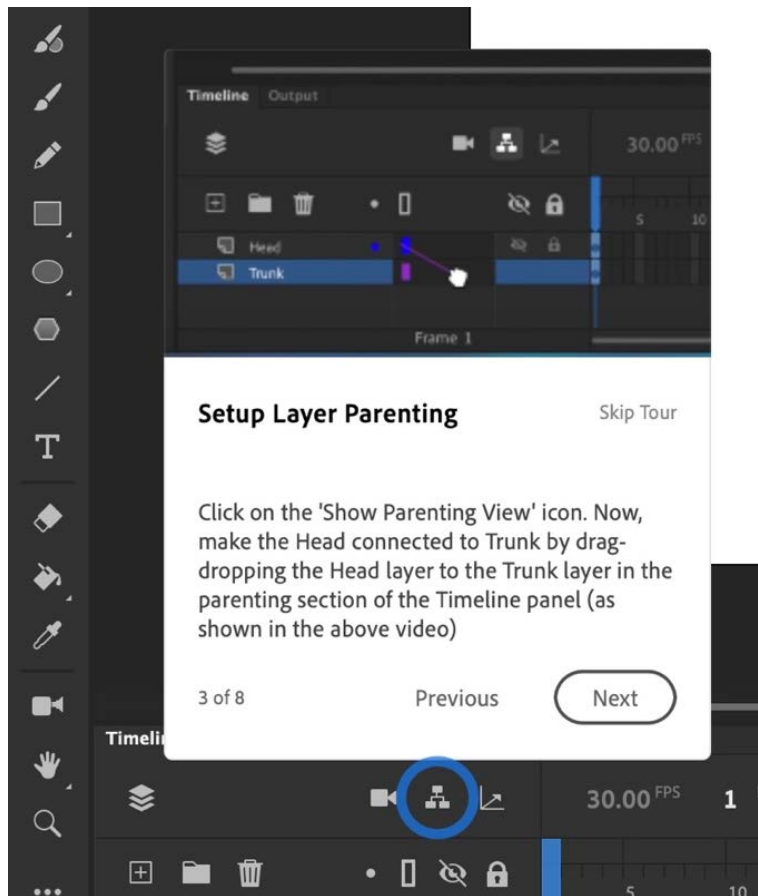 Timeline Output
30.00 FPS
5 10
Head
Trunk
Frame 1
Setup Layer Parenting
Skip Tour
Click on the 'Show Parenting View' icon. Now,
make the Head connected to Trunk by drag-
dropping the Head layer to the Trunk layer in the
parenting section of the Timeline panel (as
shown in the above video)
3 of 8
Previous
Next
Timeli
30.00 FPS 1
5 10